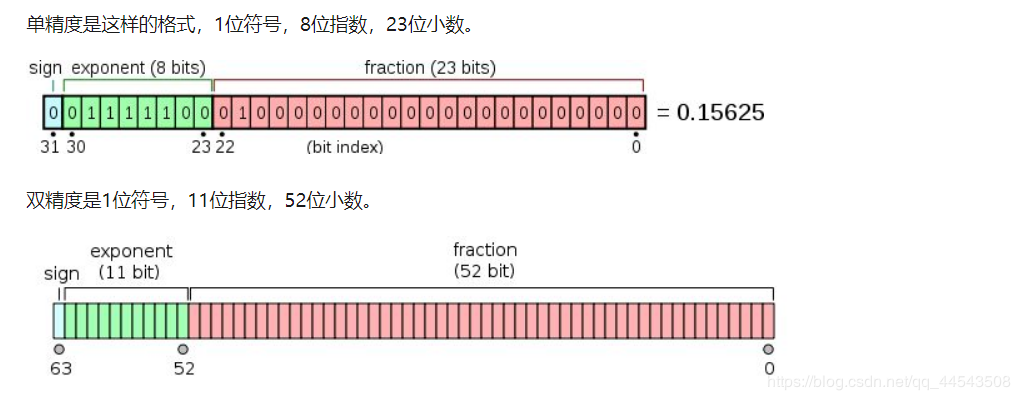 单精度是这样的格式，1位符号，8位指数，23位小数。
sign exponent (8 bits) fraction (23 bits)
0 0 1 1 1 1 1 0 0 0 1 0 0 0 0 0 0 0 0 0 0 0 0 0 0 0 0 0 0 0 0 0 = 0.15625
31 30 23 22 (bit index) 0
双精度是1位符号，11位指数，52位小数。
exponent fraction
sign (11 bit) (52 bit)
63 52 0
https://blog.csdn.net/qq_44543508